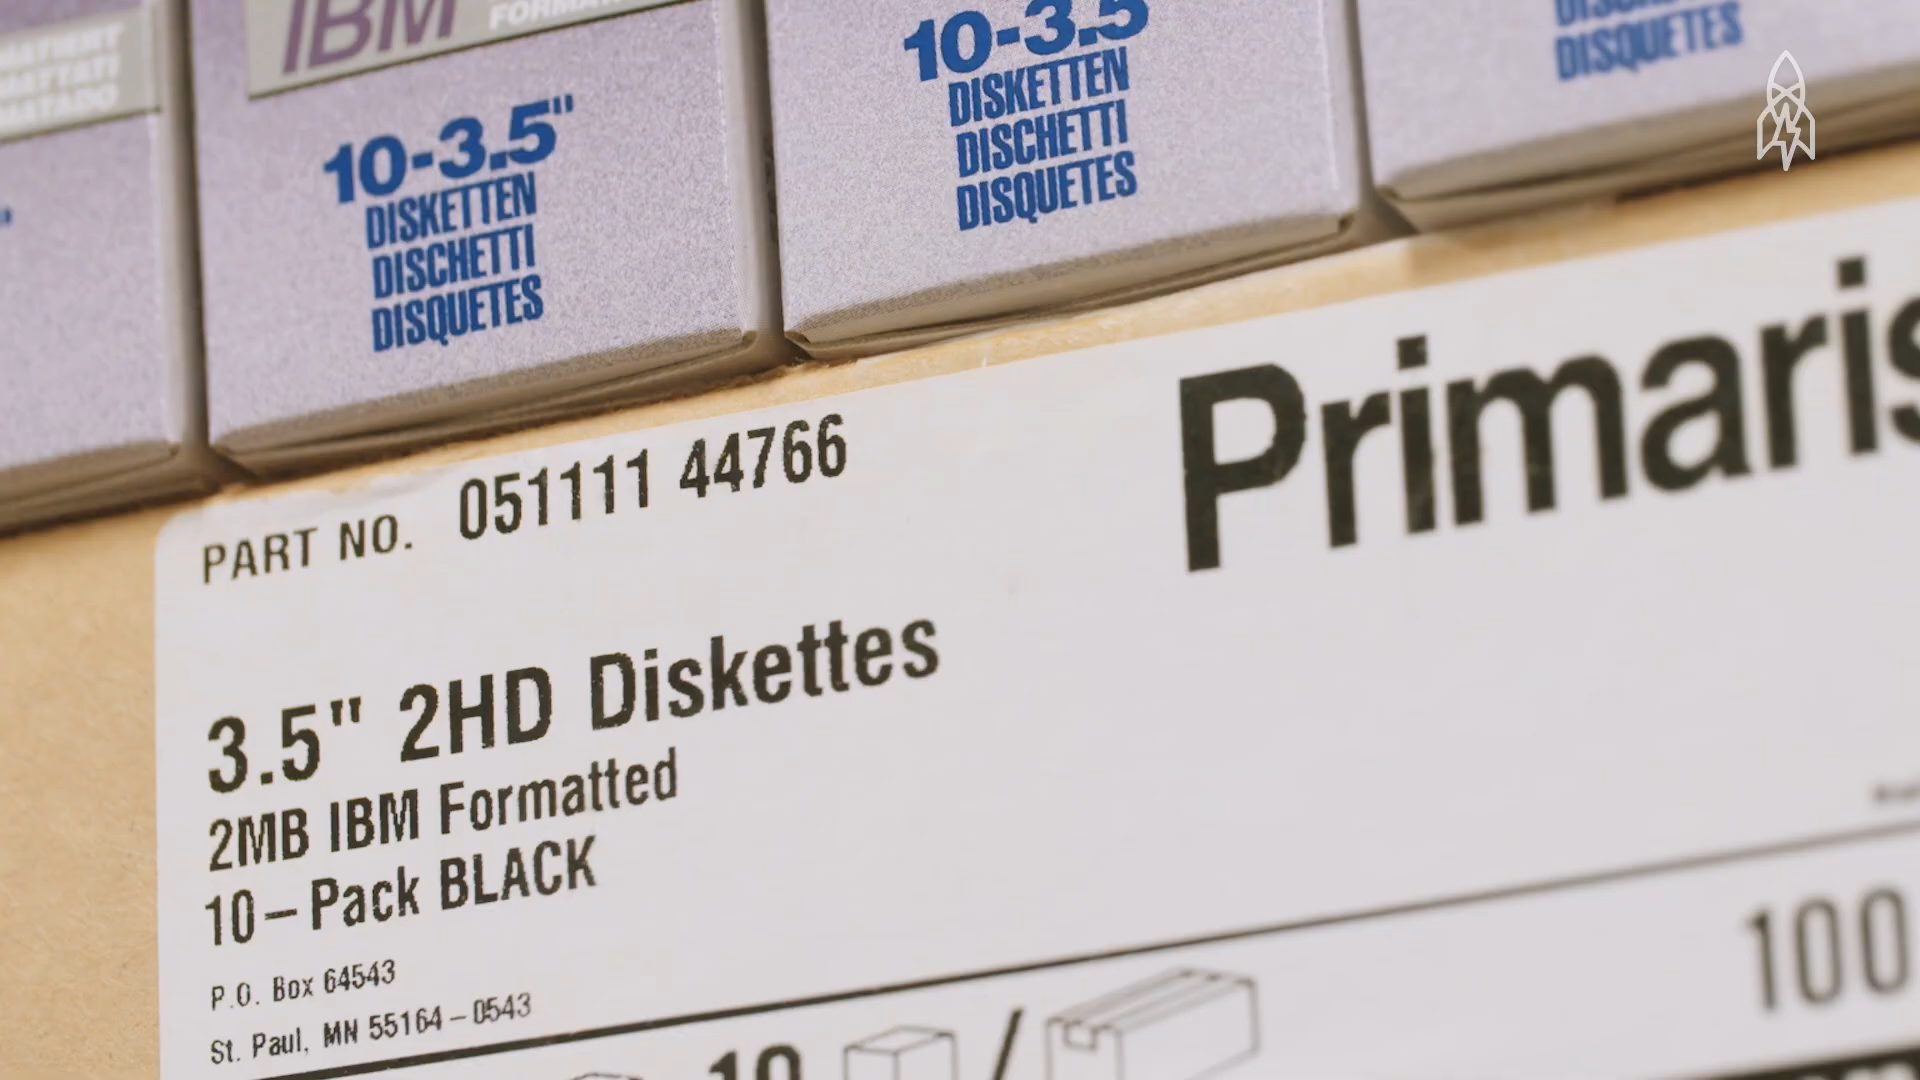 IBM
10-3.5"
DISKETTEN
DISCHETTI
DISQUETES
10-3.5
DISKETTEN
DISCHETTI
DISQUETES
DISQUETES
PART NO. 051111 44766
Primaris
3.5" 2HD Diskettes
2MB IBM Formatted
10–Pack BLACK
P.O. Box 64543
St. Paul, MN 55164–0543
10
100